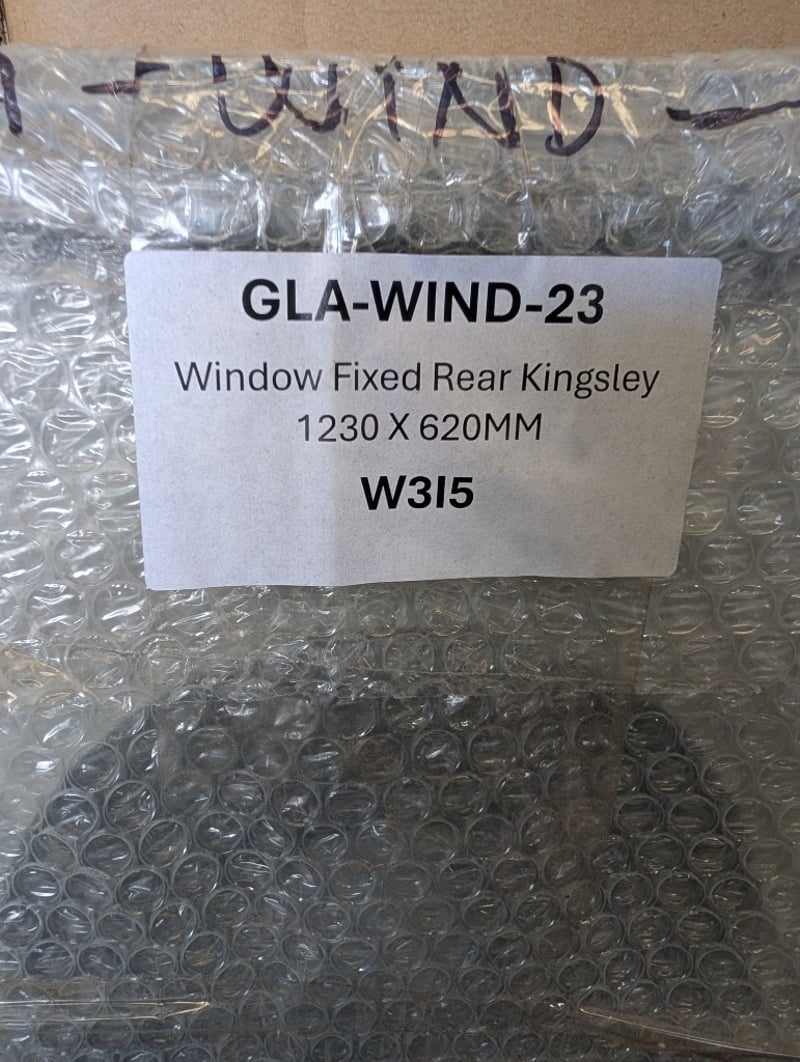 - WIND -
GLA-WIND-23
Window Fixed Rear Kingsley
1230 X 620MM
W3I5